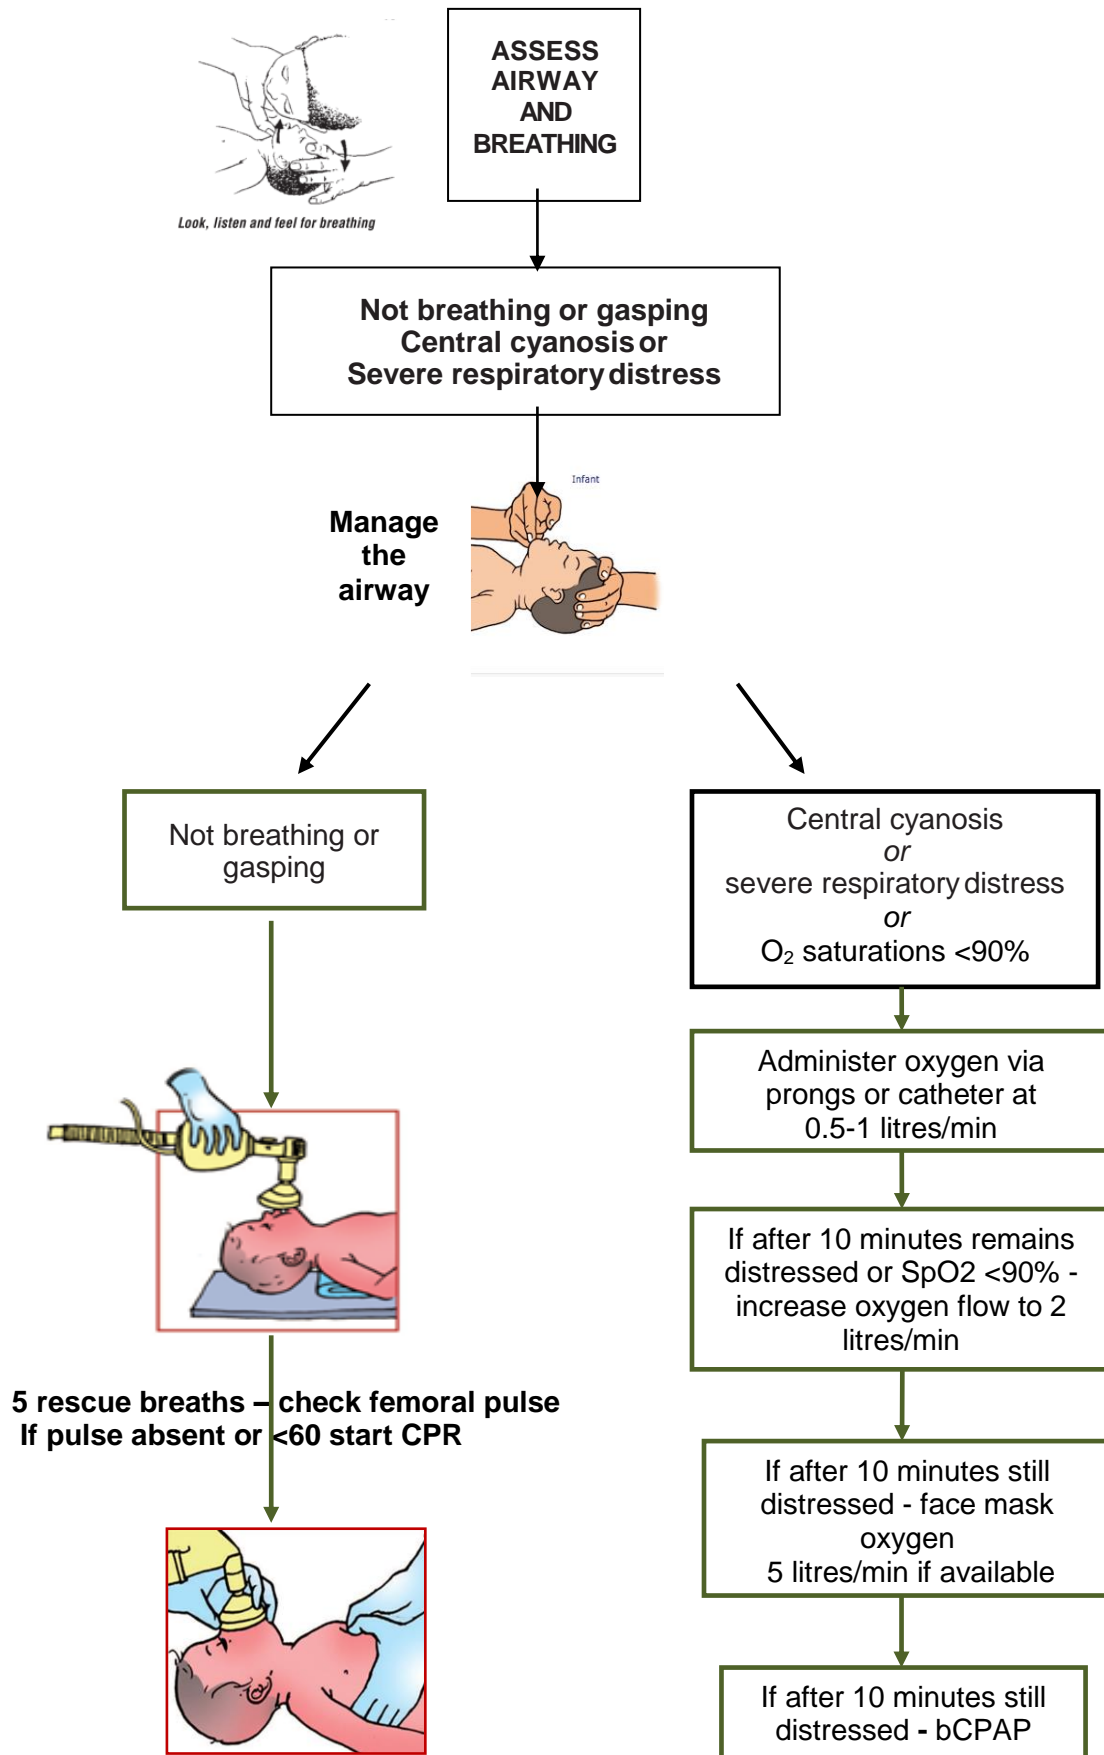 ASSESS
AIRWAY
AND
BREATHING
Look, listen and feel for breathing
Not breathing or gasping
Central cyanosis or
Severe respiratory distress
Infant
Manage
the
airway
Not breathing or
gasping
Central cyanosis
or
severe respiratory distress
or
O₂ saturations <90%
Administer oxygen via
prongs or catheter at
0.5-1 litres/min
If after 10 minutes remains
distressed or SpO2 <90% -
increase oxygen flow to 2
litres/min
5 rescue breaths – check femoral pulse
If pulse absent or <60 start CPR
If after 10 minutes still
distressed - face mask
oxygen
5 litres/min if available
If after 10 minutes still
distressed - bCPAP